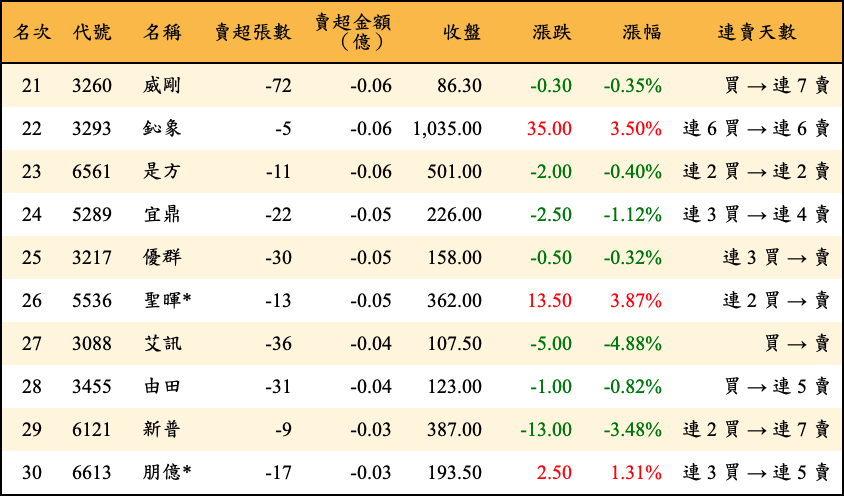 名次 代號 名稱 賣超張數 賣超金額（億） 收盤 漲跌 漲幅 連賣天數
21 3260 威剛 -72 -0.06 86.30 -0.30 -0.35% 買→連7賣
22 3293 鈊象 -5 -0.06 1,035.00 35.00 3.50% 連6買→連6賣
23 6561 是方 -11 -0.06 501.00 -2.00 -0.40% 連2買→連2賣
24 5289 宜鼎 -22 -0.05 226.00 -2.50 -1.12% 連3買→連4賣
25 3217 優群 -30 -0.05 158.00 -0.50 -0.32% 連3買→賣
26 5536 聖暉* -13 -0.05 362.00 13.50 3.87% 連2買→賣
27 3088 艾訊 -36 -0.04 107.50 -5.00 -4.88% 買→賣
28 3455 由田 -31 -0.04 123.00 -1.00 -0.82% 買→連5賣
29 6121 新普 -9 -0.03 387.00 -13.00 -3.48% 連2買→連7賣
30 6613 朋億* -17 -0.03 193.50 2.50 1.31% 連3買→連5賣